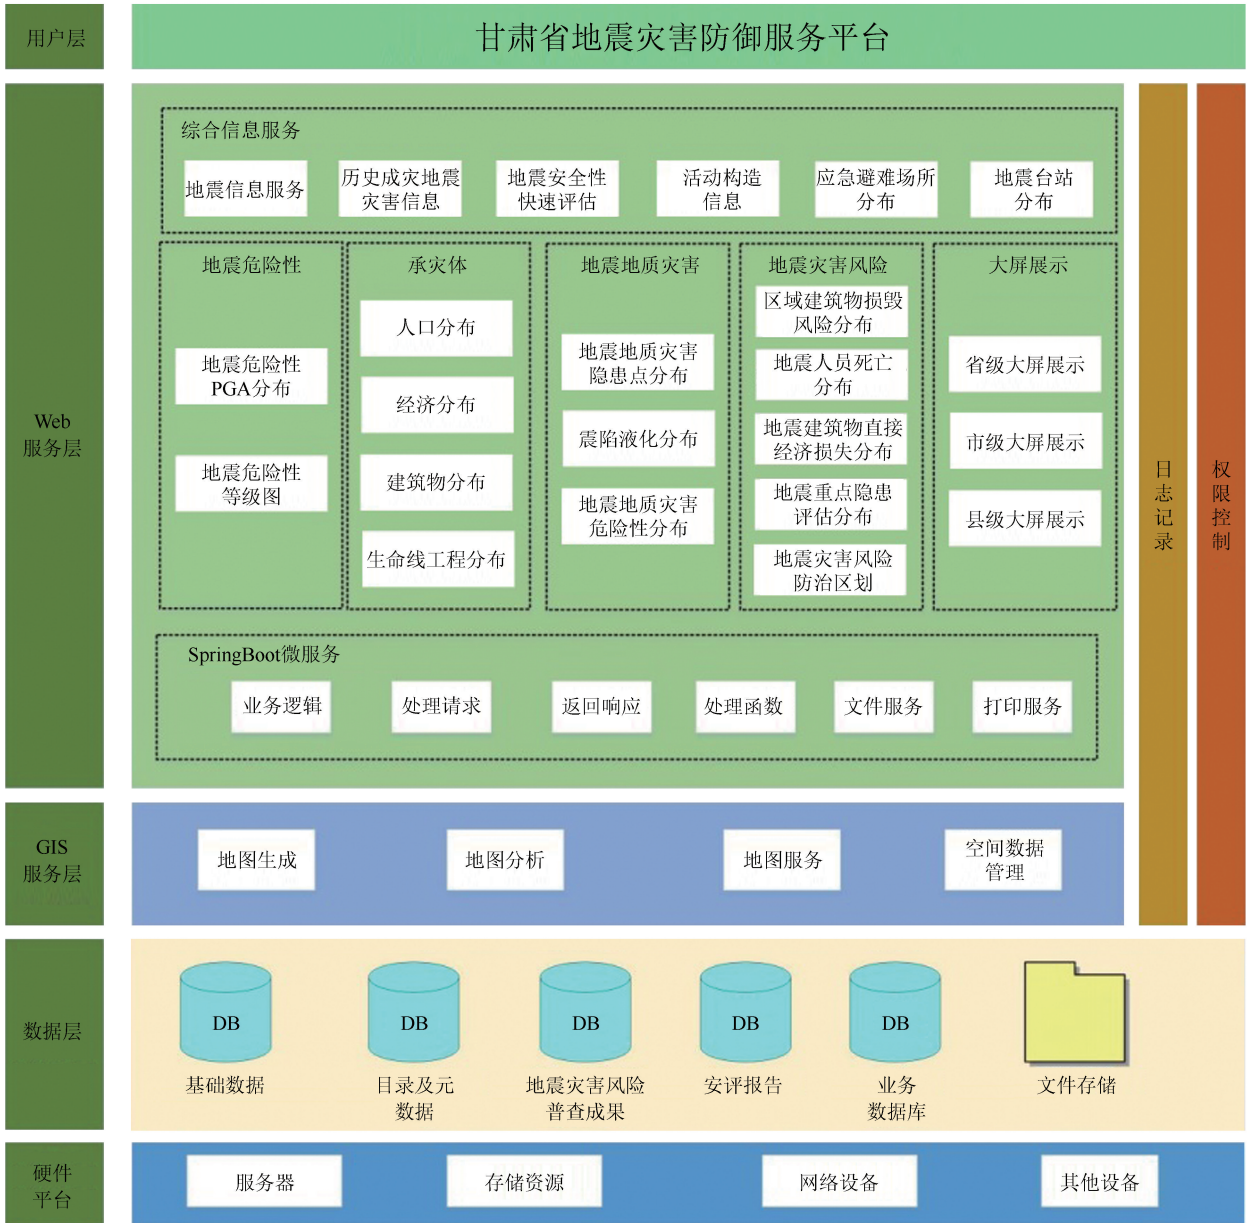 用户层
甘肃省地震灾害防御服务平台
Web
服务层
综合信息服务
地震信息服务
历史成灾地震
灾害信息
地震安全性
快速评估
活动构造
信息
应急避难场所
分布
地震台站
分布
地震危险性
地震危险性
PGA分布
地震危险性
等级图
承灾体
人口分布
经济分布
建筑物分布
生命线工程分布
地震地质灾害
地震地质灾害
隐患点分布
震陷液化分布
地震地质灾害
危险性分布
地震灾害风险
区域建筑物损毁
风险分布
地震人员死亡
分布
地震建筑物直接
经济损失分布
地震重点隐患
评估分布
地震灾害风险
防治区划
大屏展示
省级大屏展示
市级大屏展示
县级大屏展示
SpringBoot微服务
业务逻辑
处理请求
返回响应
处理函数
文件服务
打印服务
日志记录
权限控制
GIS
服务层
地图生成
地图分析
地图服务
空间数据
管理
数据层
DB
基础数据
DB
目录及元
数据
DB
地震灾害风险
普查成果
DB
安评报告
DB
业务
数据库
文件存储
硬件
平台
服务器
存储资源
网络设备
其他设备